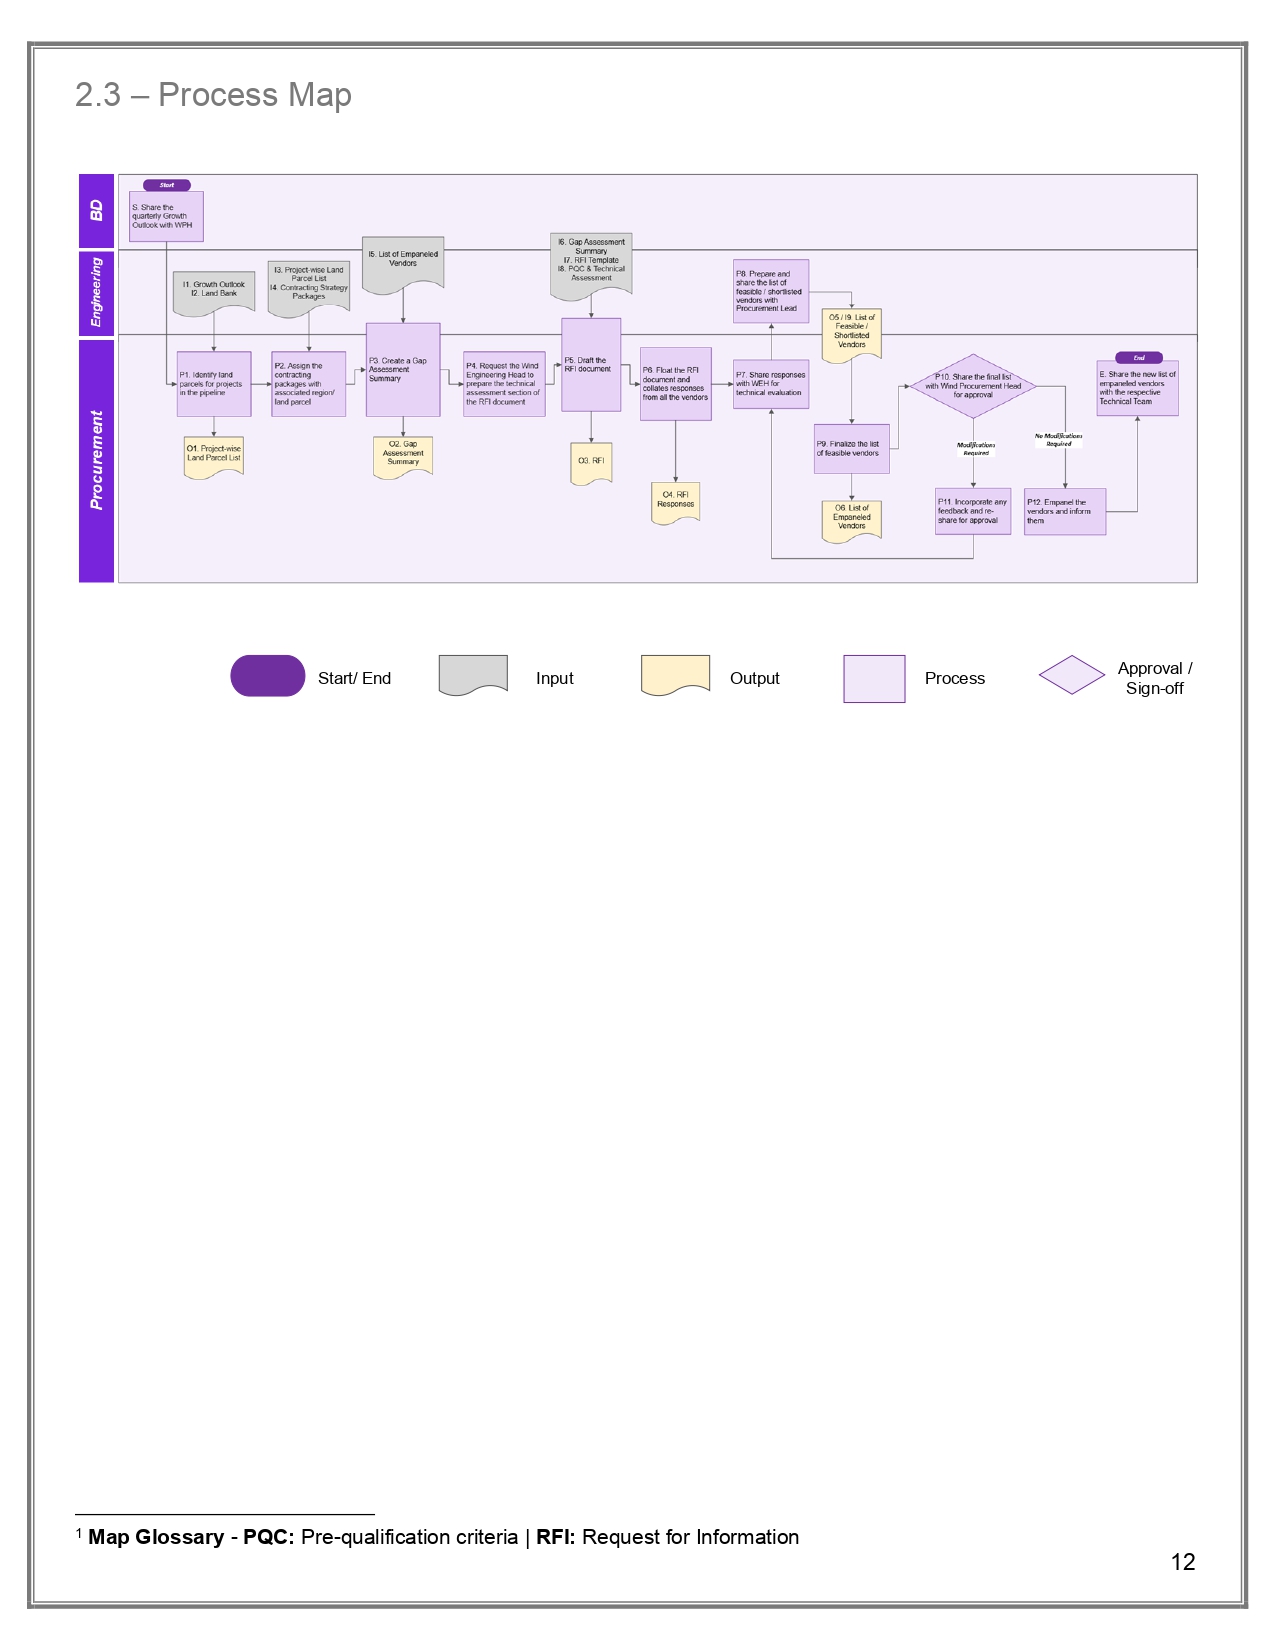 2.3 – Process Map
BD
Start
S. Share the
quarterly Growth
Outlook with WPH
Engineering
I1. Growth Outlook
I2. Land Bank
I3. Project-wise Land
Parcel List
I4. Contracting Strategy
Packages
I5. List of Empaneled
Vendors
I6. Gap Assessment
Summary
I7. RFI Template
I8. PQC & Technical
Assessment
P8. Prepare and
share the list of
feasible / shortlisted
vendors with
Procurement Lead
O5 / I9. List of
Feasible /
Shortlisted
Vendors
Procurement
P1. Identify land
parcels for projects
in the pipeline
O1. Project-wise
Land Parcel List
P2. Assign the
contracting
packages with
associated region/
land parcel
P3. Create a Gap
Assessment
Summary
O2. Gap
Assessment
Summary
P4. Request the Wind
Engineering Head to
prepare the technical
assessment section of
the RFI document
P5. Draft the
RFI document
O3. RFI
P6. Float the RFI
document and
collates responses
from all the vendors
O4. RFI
Responses
P7. Share responses
with WEH for
technical evaluation
P9. Finalize the list
of feasible vendors
O6. List of
Empaneled
Vendors
P10. Share the final list
with Wind Procurement Head
for approval
Modifications
Required
No Modifications
Required
P11. Incorporate any
feedback and re-
share for approval
P12. Empanel the
vendors and inform
them
End
E. Share the new list of
empaneled vendors
with the respective
Technical Team
Start/ End
Input
Output
Process
Approval /
Sign-off
1 Map Glossary - PQC: Pre-qualification criteria | RFI: Request for Information
12